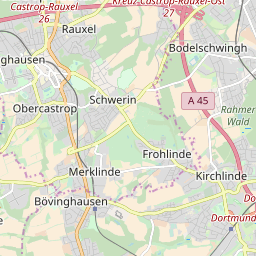 Castrop-Rauxel
26
Kreuz Castrop-Rauxel-Ost
27
Rauxel
Bodelschwingh
Schwerin
A 45
Obercastrop
Rahmer
Wald
Frohlinde
Merklinde
Kirchlinde
Bövinghausen
Dortmund